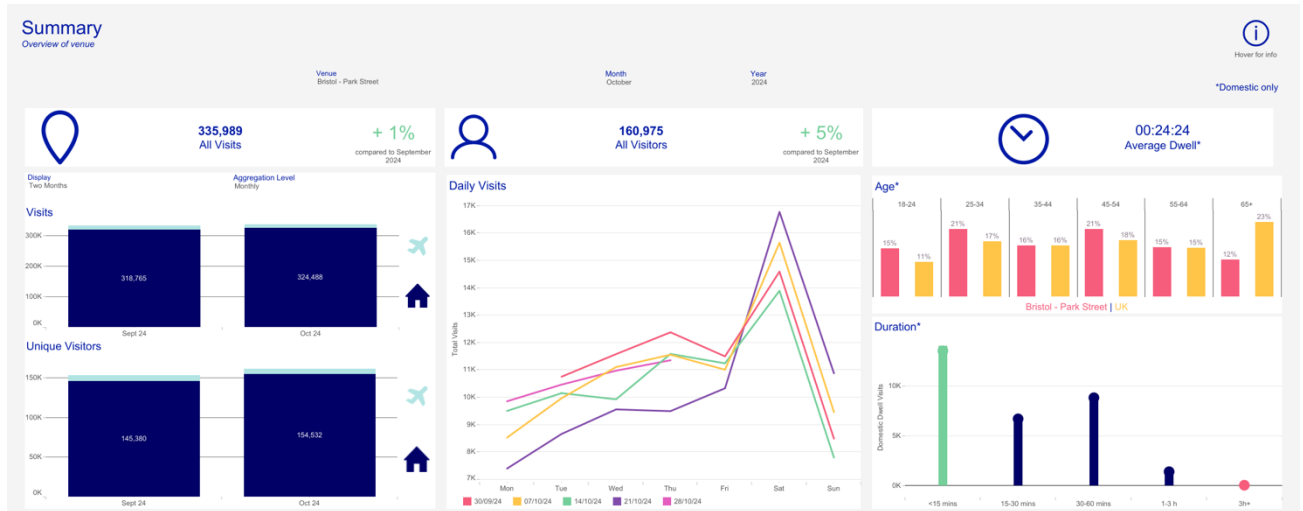 Summary
Overview of venue
Hover for info
Venue
Bristol - Park Street
Month
October
Year
2024
*Domestic only
335,989
All Visits
+ 1%
compared to September
2024
160,975
All Visitors
+ 5%
compared to September
2024
00:24:24
Average Dwell*
Display
Two Months
Aggregation Level
Monthly
Visits
300K
200K
100K
0K
318,765
324,488
Sept 24
Oct 24
Unique Visitors
150K
100K
50K
0K
145,380
154,532
Sept 24
Oct 24
Daily Visits
Total Visits
17K
16K
15K
14K
13K
12K
11K
10K
9K
8K
7K
Mon
Tue
Wed
Thu
Fri
Sat
Sun
30/09/24
07/10/24
14/10/24
21/10/24
28/10/24
Age*
18-24
25-34
35-44
45-54
55-64
65+
15%
11%
21%
17%
16%
16%
21%
18%
15%
15%
12%
23%
Bristol - Park Street | UK
Duration*
Domestic Dwell Visits
10K
5K
0K
<15 mins
15-30 mins
30-60 mins
1-3 h
3h+